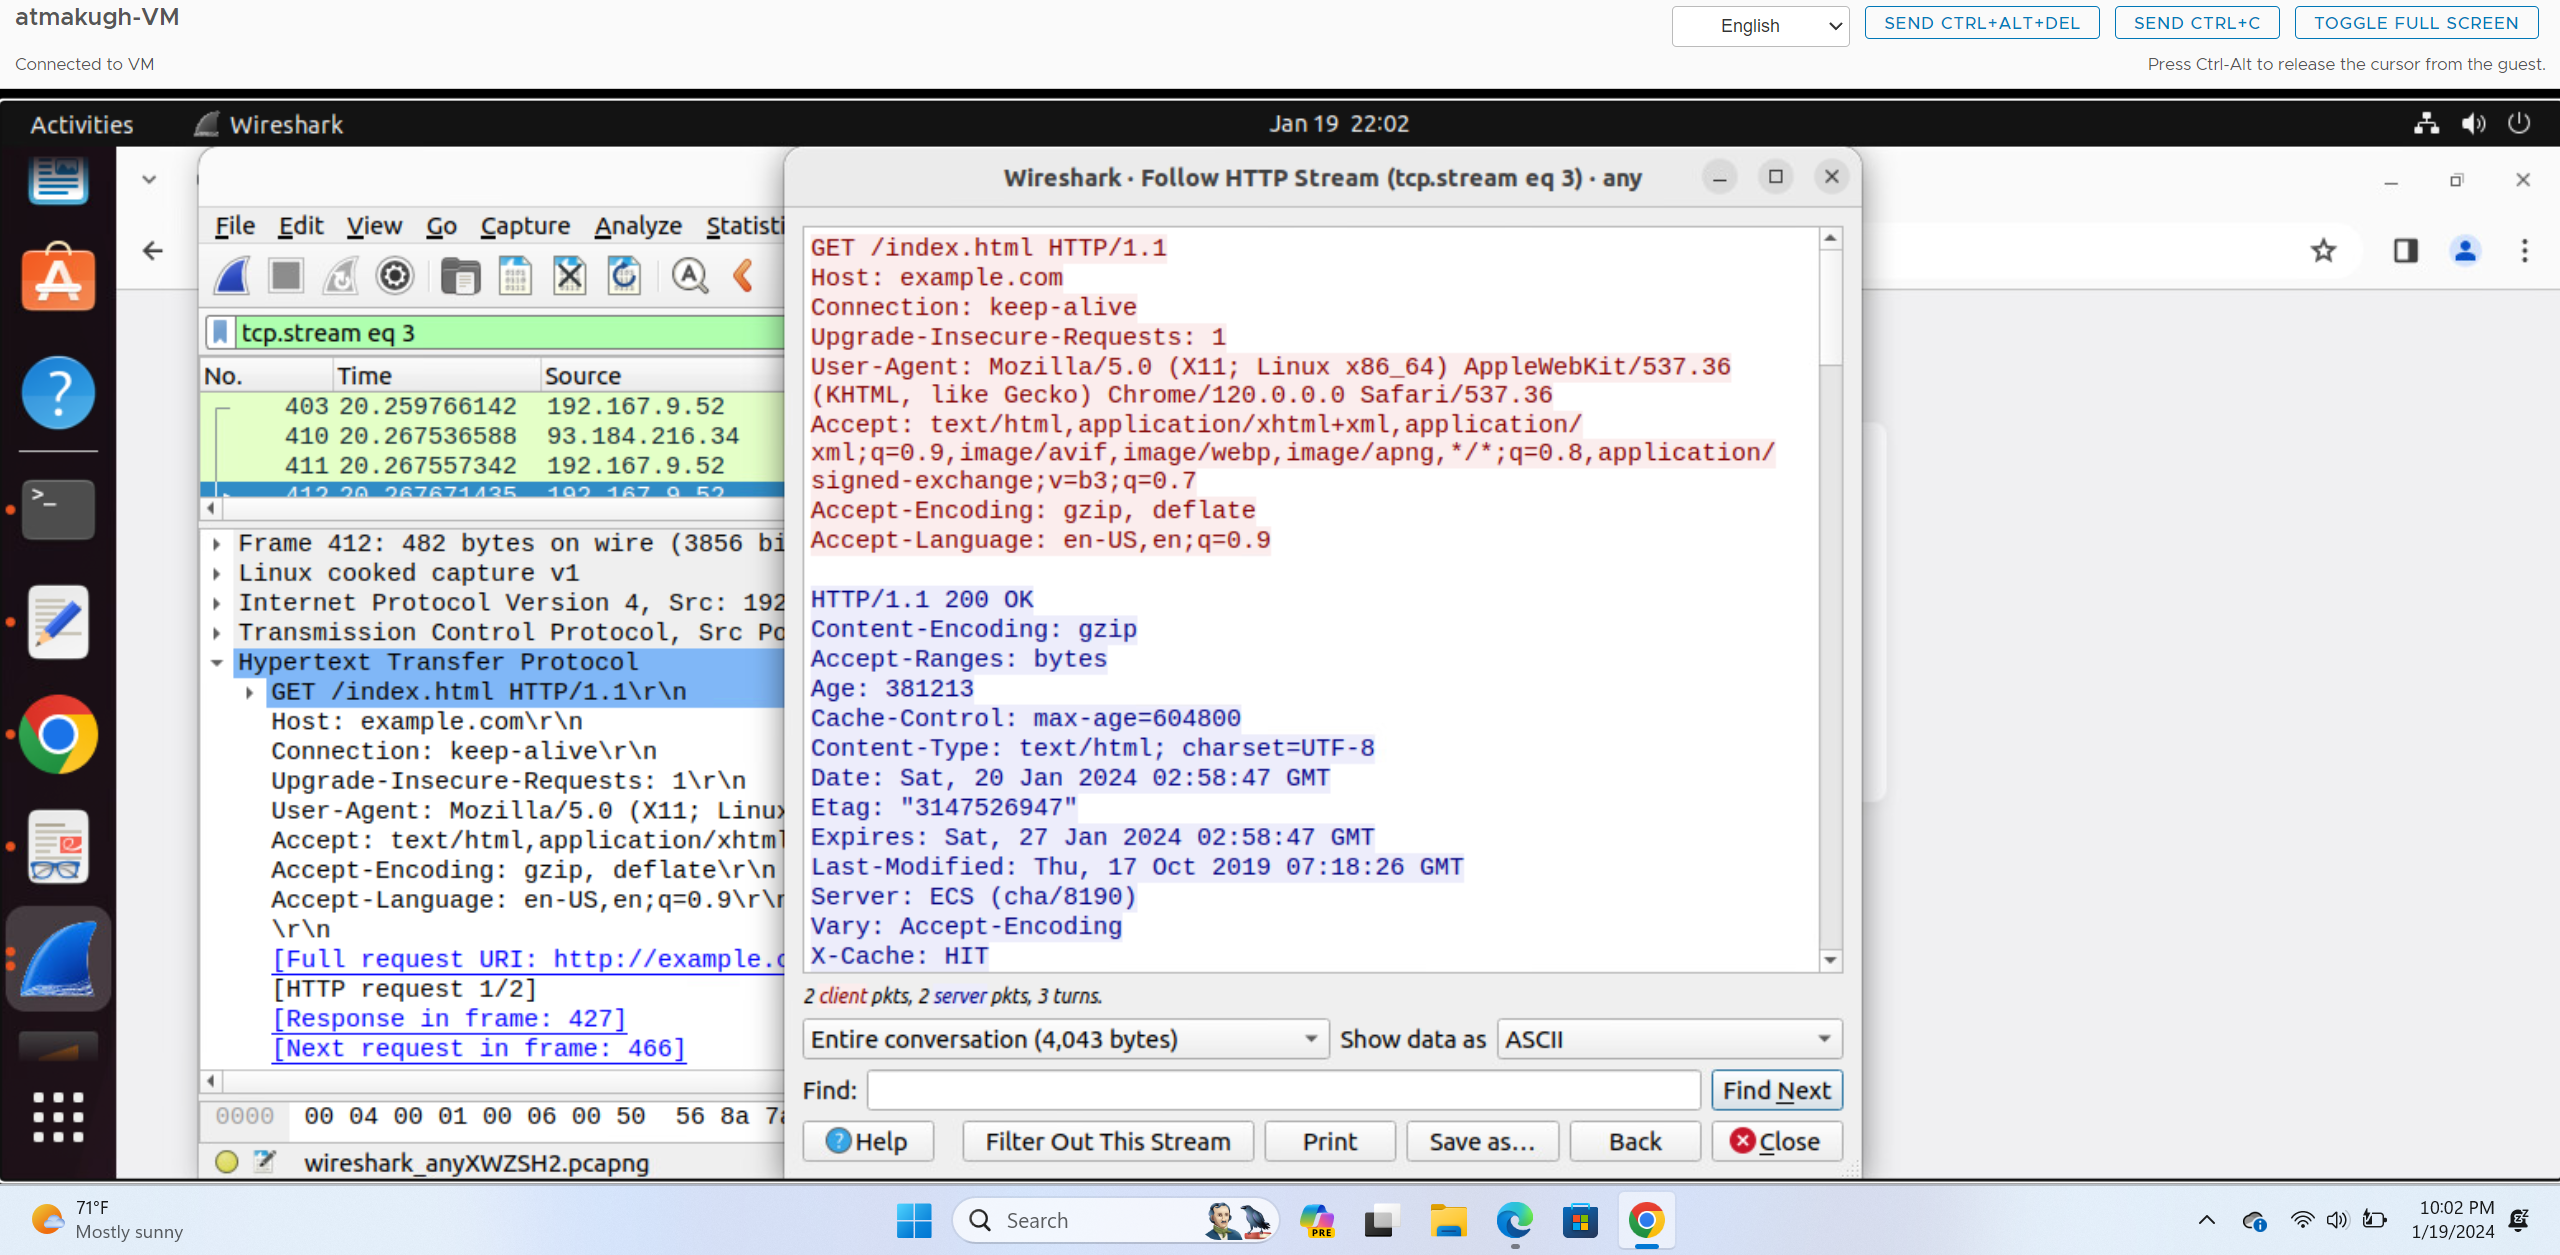 atmakugh-VM
English
SEND CTRL+ALT+DEL
SEND CTRL+C
TOGGLE FULL SCREEN
Connected to VM
Press Ctrl-Alt to release the cursor from the guest.
Activities
Wireshark
Jan 19 22:02
Wireshark · Follow HTTP Stream (tcp.stream eq 3) · any
File Edit View Go Capture Analyze Statisti
tcp.stream eq 3
No. Time Source
403 20.259766142 192.167.9.52
410 20.267536588 93.184.216.34
411 20.267557342 192.167.9.52
412 20.267671435 192.167.9.52
Frame 412: 482 bytes on wire (3856 bi
Linux cooked capture v1
Internet Protocol Version 4, Src: 192
Transmission Control Protocol, Src Po
Hypertext Transfer Protocol
GET /index.html HTTP/1.1\r\n
Host: example.com\r\n
Connection: keep-alive\r\n
Upgrade-Insecure-Requests: 1\r\n
User-Agent: Mozilla/5.0 (X11; Linux
Accept: text/html,application/xhtml
Accept-Encoding: gzip, deflate\r\n
Accept-Language: en-US,en;q=0.9\r\n
\r\n
[Full request URI: http://example.c
[HTTP request 1/2]
[Response in frame: 427]
[Next request in frame: 466]
0000 00 04 00 01 00 06 00 50 56 8a 7a
wireshark_anyXWZSH2.pcapng
GET /index.html HTTP/1.1
Host: example.com
Connection: keep-alive
Upgrade-Insecure-Requests: 1
User-Agent: Mozilla/5.0 (X11; Linux x86_64) AppleWebKit/537.36
(KHTML, like Gecko) Chrome/120.0.0.0 Safari/537.36
Accept: text/html,application/xhtml+xml,application/
xml;q=0.9,image/avif,image/webp,image/apng,*/*;q=0.8,application/
signed-exchange;v=b3;q=0.7
Accept-Encoding: gzip, deflate
Accept-Language: en-US,en;q=0.9
HTTP/1.1 200 OK
Content-Encoding: gzip
Accept-Ranges: bytes
Age: 381213
Cache-Control: max-age=604800
Content-Type: text/html; charset=UTF-8
Date: Sat, 20 Jan 2024 02:58:47 GMT
Etag: "3147526947"
Expires: Sat, 27 Jan 2024 02:58:47 GMT
Last-Modified: Thu, 17 Oct 2019 07:18:26 GMT
Server: ECS (cha/8190)
Vary: Accept-Encoding
X-Cache: HIT
2 client pkts, 2 server pkts, 3 turns.
Entire conversation (4,043 bytes)
Show data as
ASCII
Find:
Find Next
Help
Filter Out This Stream
Print
Save as…
Back
Close
71°F
Mostly sunny
Search
PRE
10:02 PM
1/19/2024